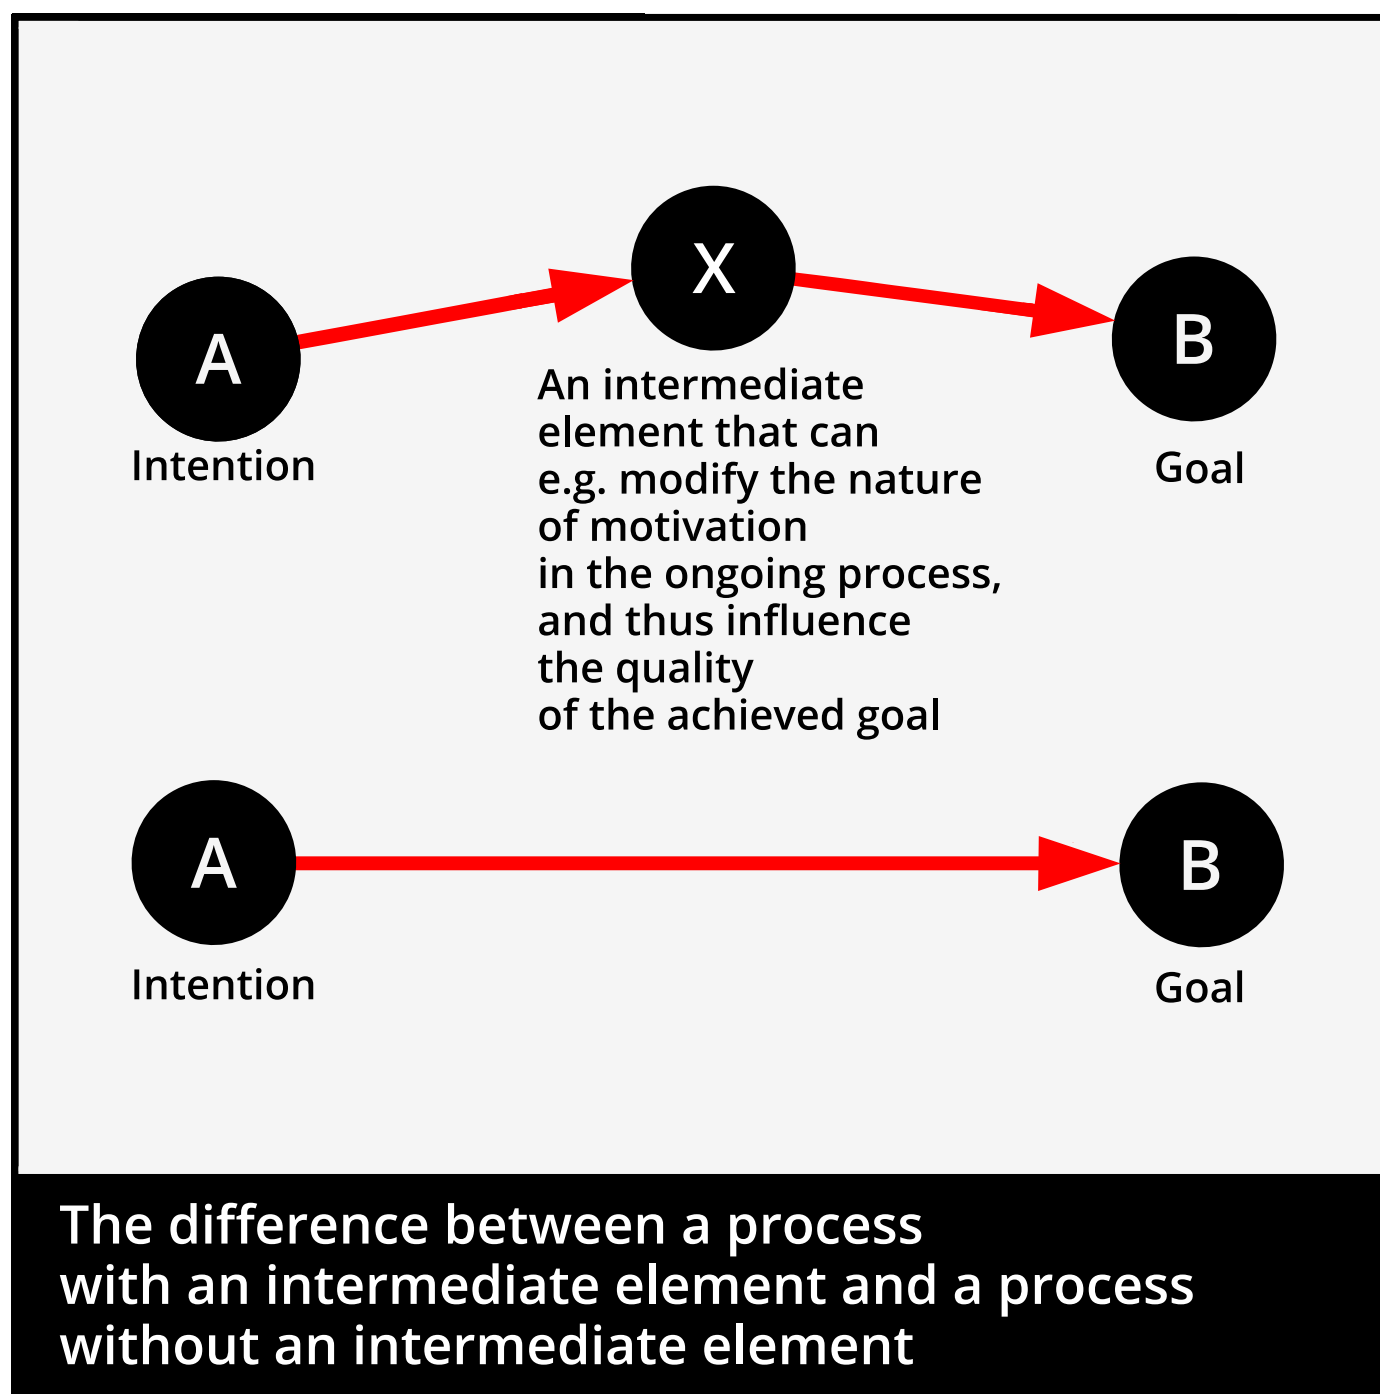 X
A
B
An intermediate
element that can
e.g. modify the nature
of motivation
in the ongoing process,
and thus influence
the quality
of the achieved goal
Intention
Goal
A
B
Intention
Goal
The difference between a process
with an intermediate element and a process
without an intermediate element